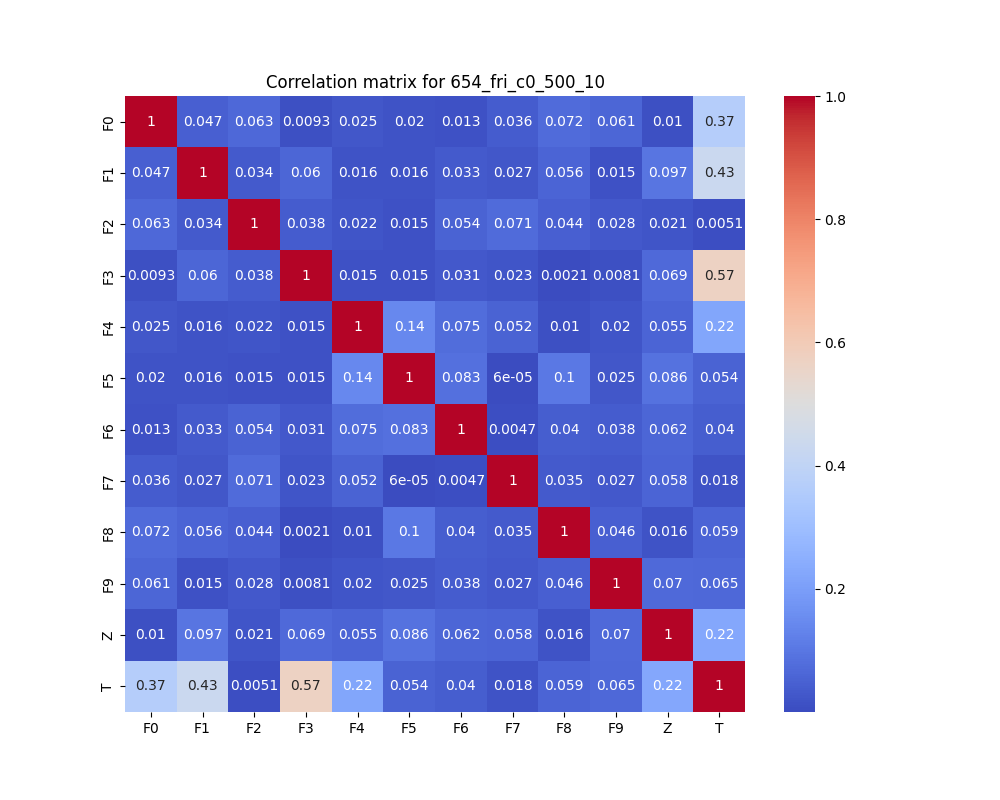 Correlation matrix for 654_fri_c0_500_10
F0 1 0.047 0.063 0.0093 0.025 0.02 0.013 0.036 0.072 0.061 0.01 0.37
F1 0.047 1 0.034 0.06 0.016 0.016 0.033 0.027 0.056 0.015 0.097 0.43
F2 0.063 0.034 1 0.038 0.022 0.015 0.054 0.071 0.044 0.028 0.021 0.0051
F3 0.0093 0.06 0.038 1 0.015 0.015 0.031 0.023 0.0021 0.0081 0.069 0.57
F4 0.025 0.016 0.022 0.015 1 0.14 0.075 0.052 0.01 0.02 0.055 0.22
F5 0.02 0.016 0.015 0.015 0.14 1 0.083 6e-05 0.1 0.025 0.086 0.054
F6 0.013 0.033 0.054 0.031 0.075 0.083 1 0.0047 0.04 0.038 0.062 0.04
F7 0.036 0.027 0.071 0.023 0.052 6e-05 0.0047 1 0.035 0.027 0.058 0.018
F8 0.072 0.056 0.044 0.0021 0.01 0.1 0.04 0.035 1 0.046 0.016 0.059
F9 0.061 0.015 0.028 0.0081 0.02 0.025 0.038 0.027 0.046 1 0.07 0.065
Z 0.01 0.097 0.021 0.069 0.055 0.086 0.062 0.058 0.016 0.07 1 0.22
T 0.37 0.43 0.0051 0.57 0.22 0.054 0.04 0.018 0.059 0.065 0.22 1
F0 F1 F2 F3 F4 F5 F6 F7 F8 F9 Z T
1.0
0.8
0.6
0.4
0.2